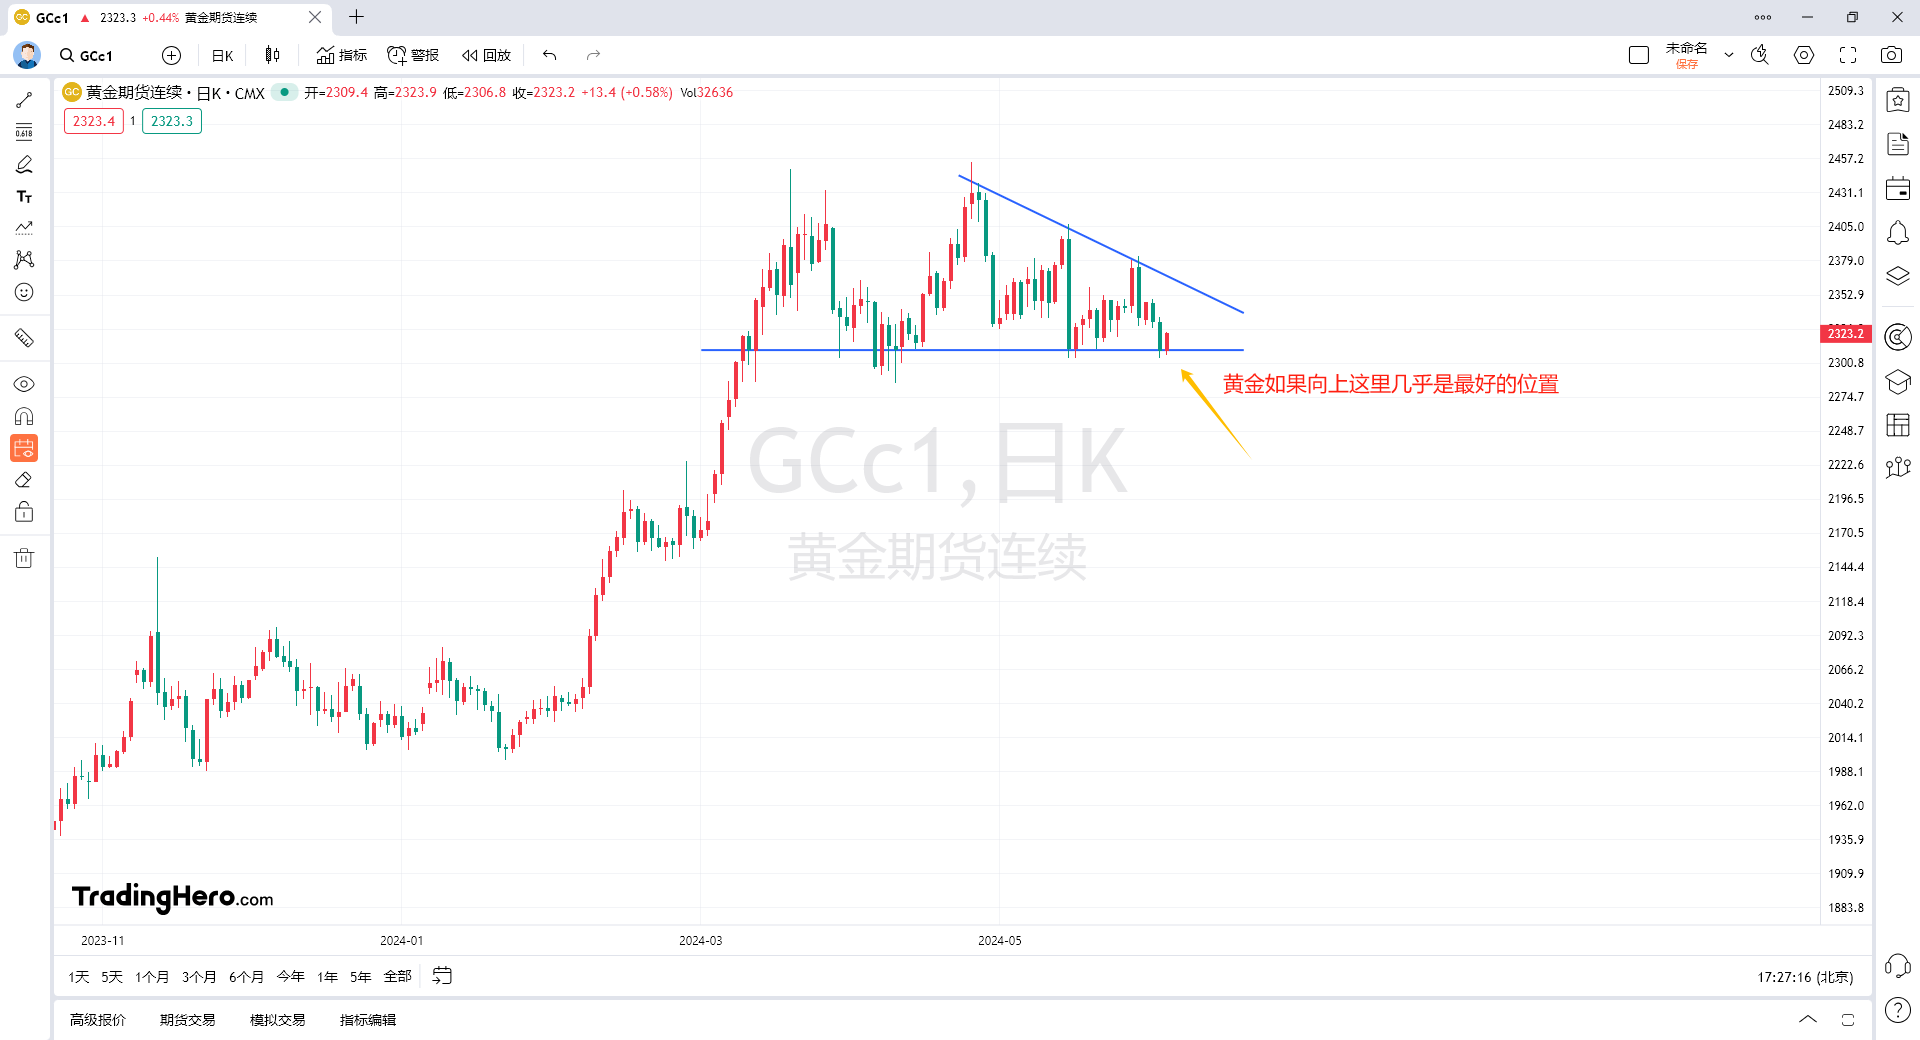 GCc1 ▲ 2323.3 +0.44% 黄金期货连续
GCc1 日K 指标 警报 回放 未命名
保存
GC 黄金期货连续·日K·CMX 开=2309.4 高=2323.9 低=2306.8 收=2323.2 +13.4 (+0.58%) Vol32636
2323.4 1 2323.3
0.618
TT
2509.3
2483.2
2457.2
2431.1
2405.0
2379.0
2352.9
2323.2
2300.8
2274.7
2248.7
2222.6
2196.5
2170.5
2144.4
2118.4
2092.3
2066.2
2040.2
2014.1
1988.1
1962.0
1935.9
1909.9
1883.8
黄金如果向上这里几乎是最好的位置
GCc1,日K
黄金期货连续
TradingHero.com
2023-11 2024-01 2024-03 2024-05
1天 5天 1个月 3个月 6个月 今年 1年 5年 全部 17:27:16 (北京)
高级报价 期货交易 模拟交易 指标编辑